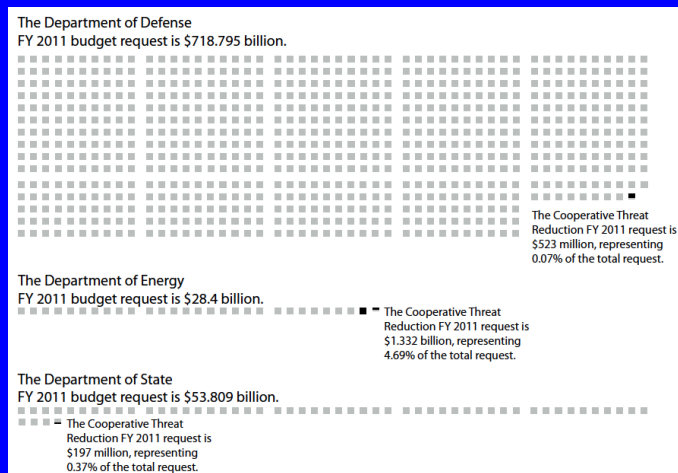 The Department of Defense
FY 2011 budget request is $718.795 billion.
The Cooperative Threat
Reduction FY 2011 request is
$523 million, representing
0.07% of the total request.
The Department of Energy
FY 2011 budget request is $28.4 billion.
The Cooperative Threat
Reduction FY 2011 request is
$1.332 billion, representing
4.69% of the total request.
The Department of State
FY 2011 budget request is $53.809 billion.
The Cooperative Threat
Reduction FY 2011 request is
$197 million, representing
0.37% of the total request.